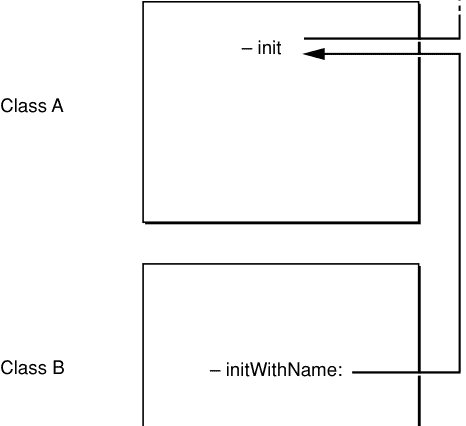 – init
Class A
Class B
– initWithName: